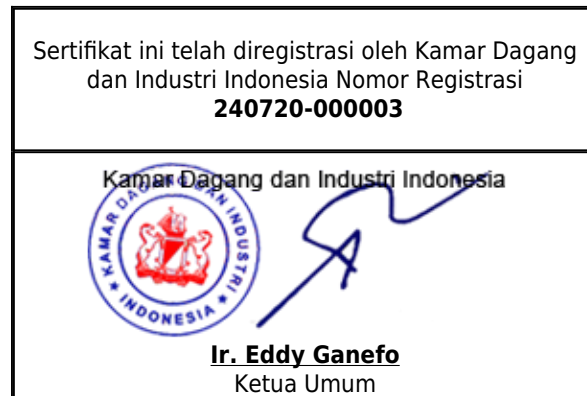 Sertifikat ini telah diregistrasi oleh Kamar Dagang
dan Industri Indonesia Nomor Registrasi
240720-000003
Kamar Dagang dan Industri Indonesia
KAMAR DAGANG DAN INDUSTRI
INDONESIA
Ir. Eddy Ganefo
Ketua Umum